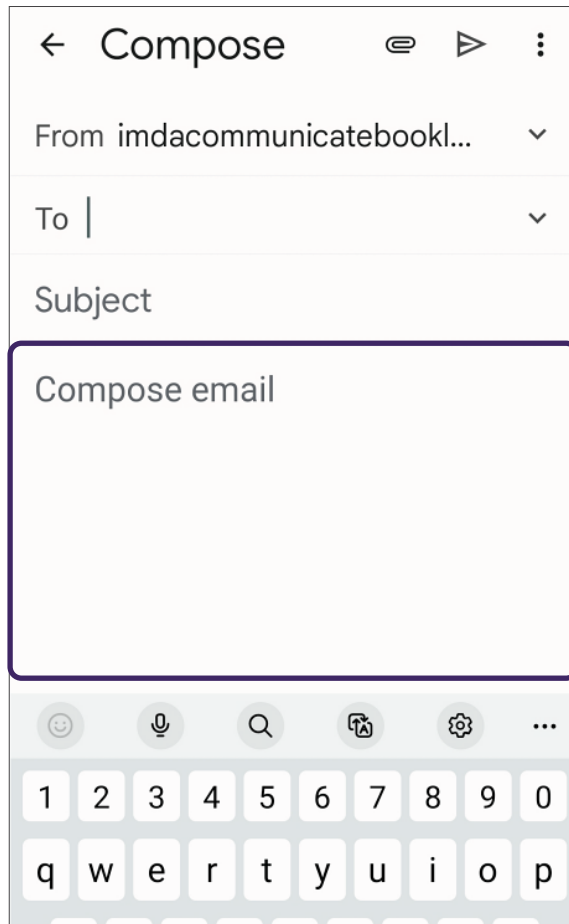 Compose
From imdacommunicatebookl...
To
Subject
Compose email
1 2 3 4 5 6 7 8 9 0
q w e r t y u i o p